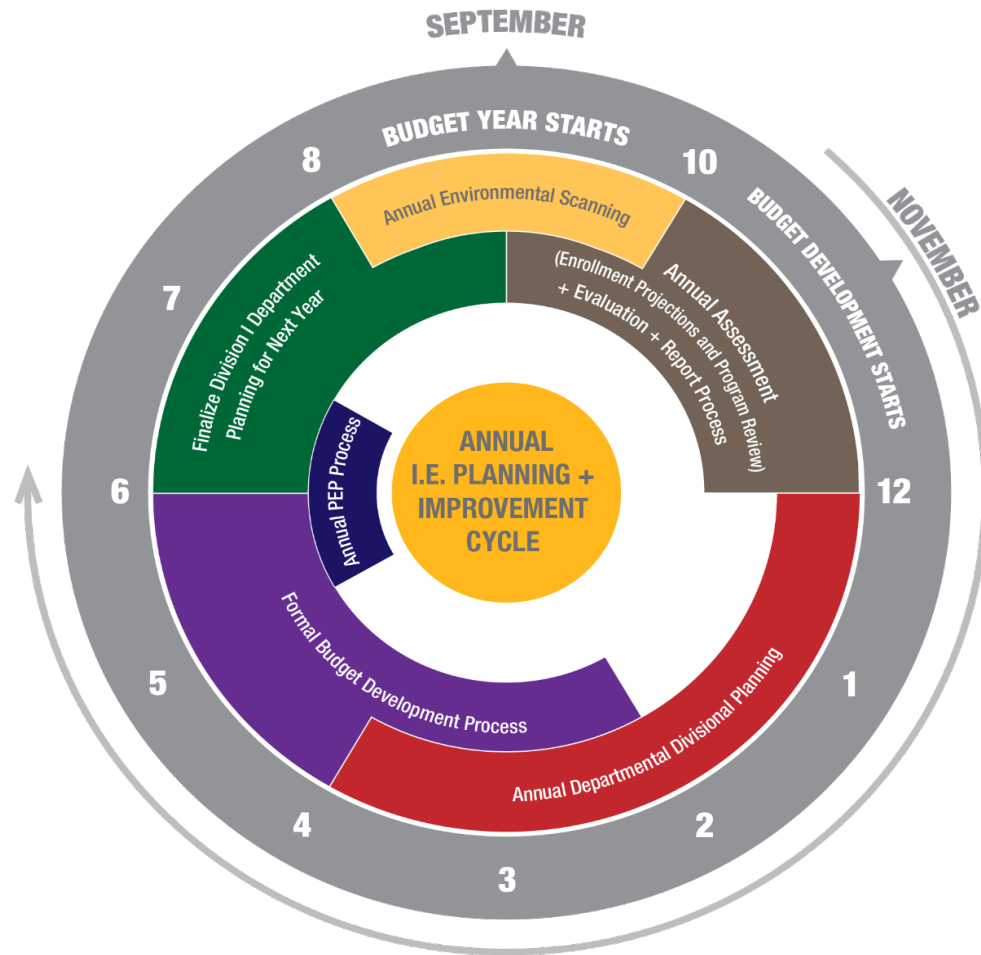 SEPTEMBER
BUDGET YEAR STARTS
8
10
NOVEMBER
BUDGET DEVELOPMENT STARTS
Annual Environmental Scanning
7
Finalize Division I Department
Planning for Next Year
Annual Assessment
(Enrollment Projections and Program Review)
+ Evaluation + Report Process
ANNUAL
I.E. PLANNING +
IMPROVEMENT
CYCLE
Annual PEP Process
6
12
Formal Budget Development Process
Annual Departmental Divisional Planning
5
1
4
2
3